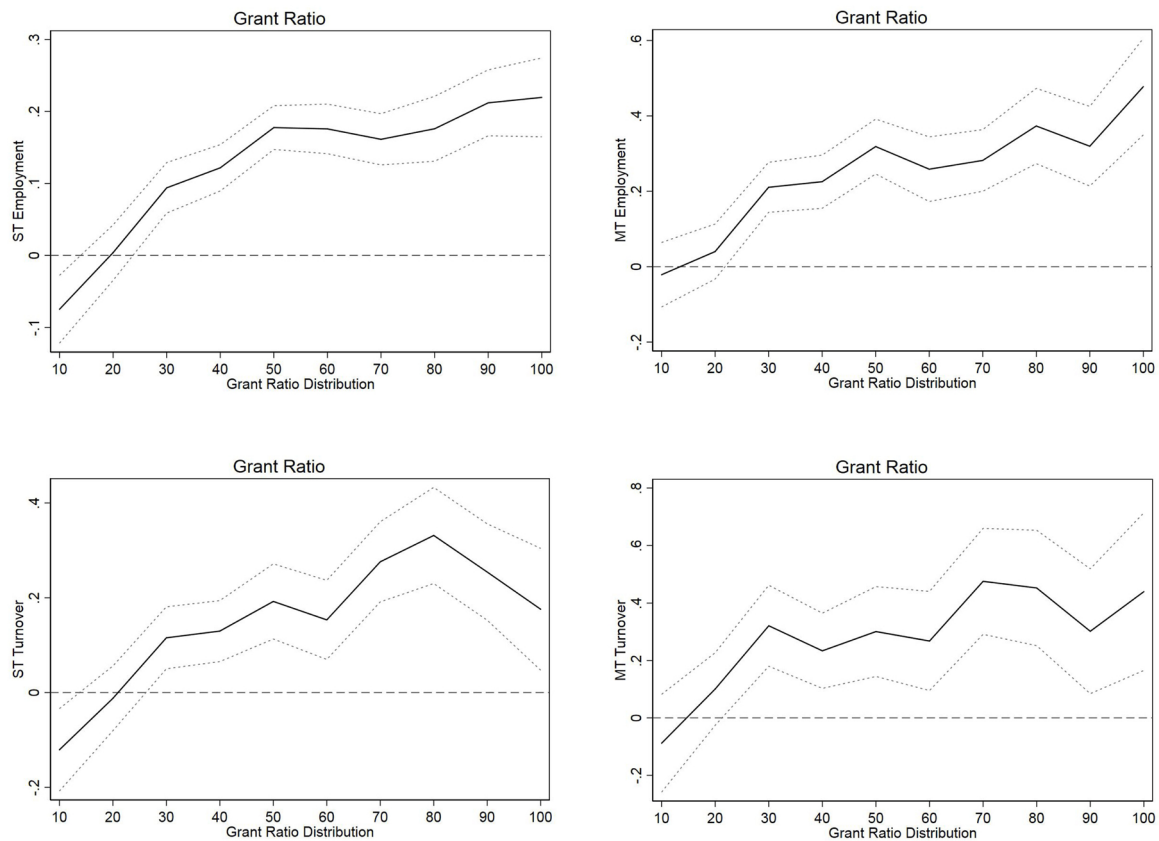 Grant Ratio
ST Employment
.3
.2
.1
0
-.1
10 20 30 40 50 60 70 80 90 100
Grant Ratio Distribution
Grant Ratio
MT Employment
.6
.4
.2
0
-.2
10 20 30 40 50 60 70 80 90 100
Grant Ratio Distribution
Grant Ratio
ST Turnover
.4
.2
0
-.2
10 20 30 40 50 60 70 80 90 100
Grant Ratio Distribution
Grant Ratio
MT Turnover
.8
.6
.4
.2
0
-.2
10 20 30 40 50 60 70 80 90 100
Grant Ratio Distribution